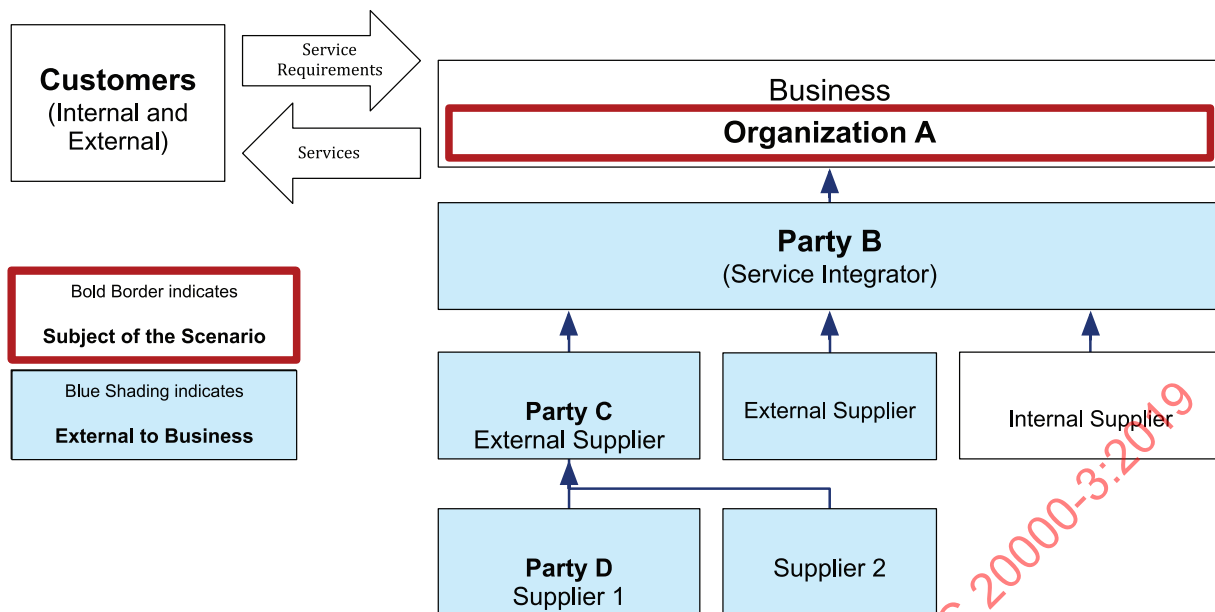 Customers
(Internal and
External)
Service
Requirements
Services
Business
Organization A
Party B
(Service Integrator)
Bold Border indicates
Subject of the Scenario
Blue Shading indicates
External to Business
Party C
External Supplier
External Supplier
Internal Supplier
Party D
Supplier 1
Supplier 2
20000-3:2019